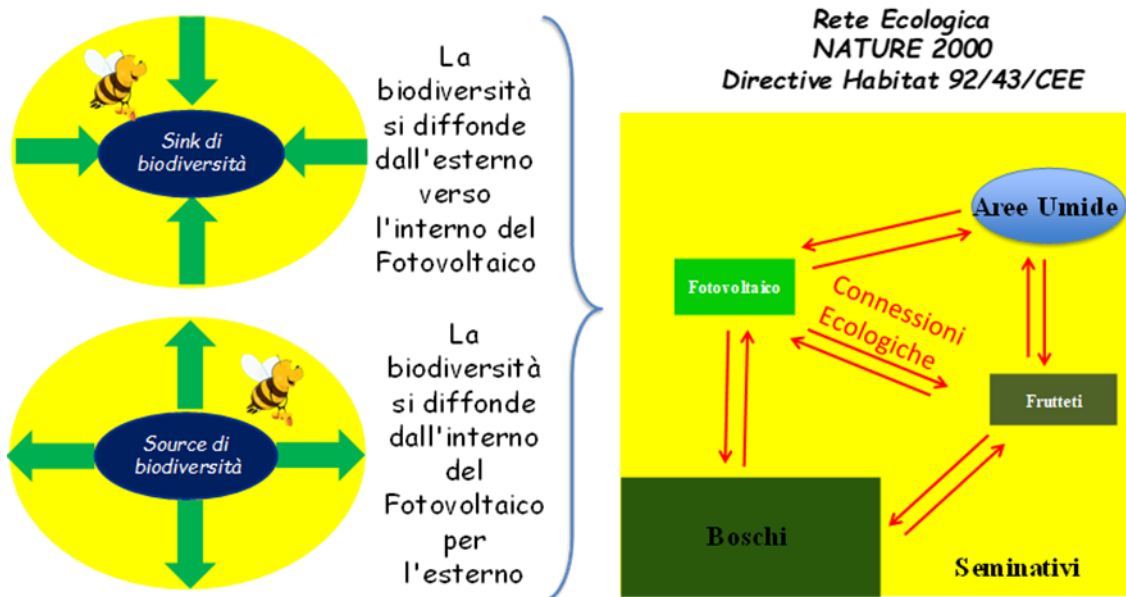 Sink di
biodiversità
La
biodiversità
si diffonde
dall'esterno
verso
l'interno del
Fotovoltaico
Source di
biodiversità
La
biodiversità
si diffonde
dall'interno
del
Fotovoltaico
per
l'esterno
Rete Ecologica
NATURE 2000
Directive Habitat 92/43/CEE
Aree Umide
Fotovoltaico
Connessioni
Ecologiche
Frutteti
Boschi
Seminativi